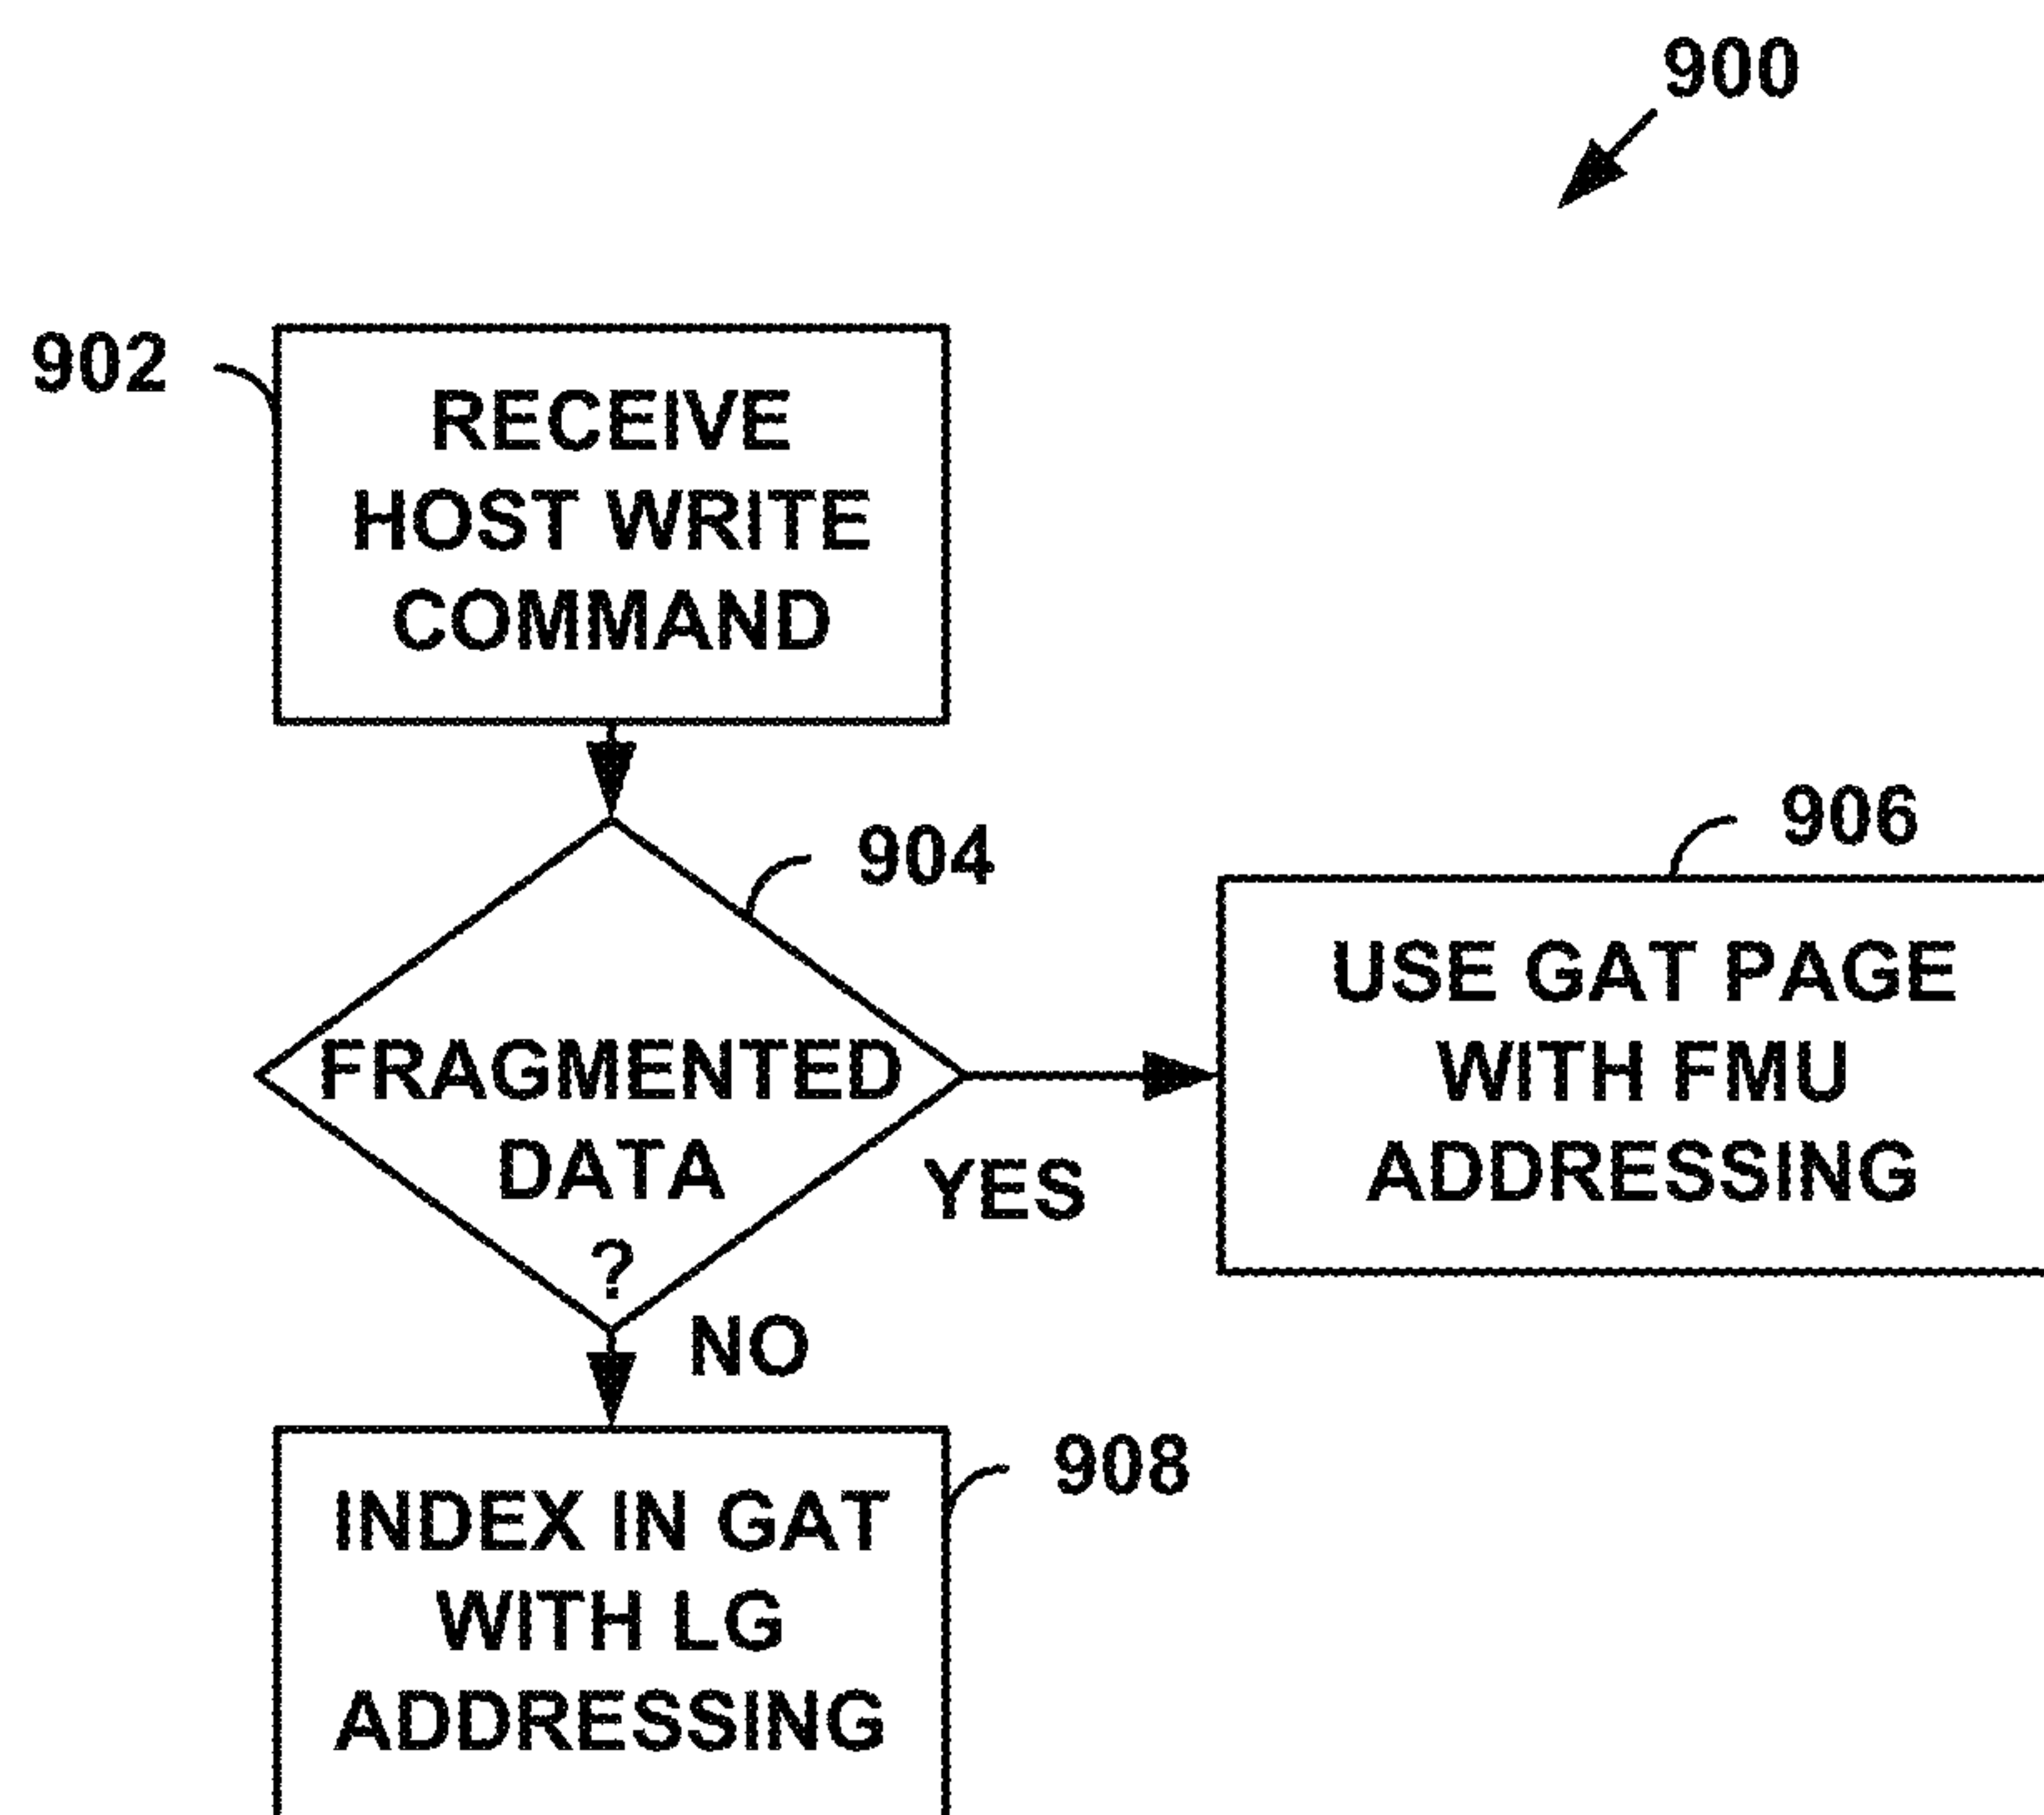 900
902
RECEIVE
HOST WRITE
COMMAND
904
906
FRAGMENTED
DATA
?
YES
NO
USE GAT PAGE
WITH FMU
ADDRESSING
908
INDEX IN GAT
WITH LG
ADDRESSING